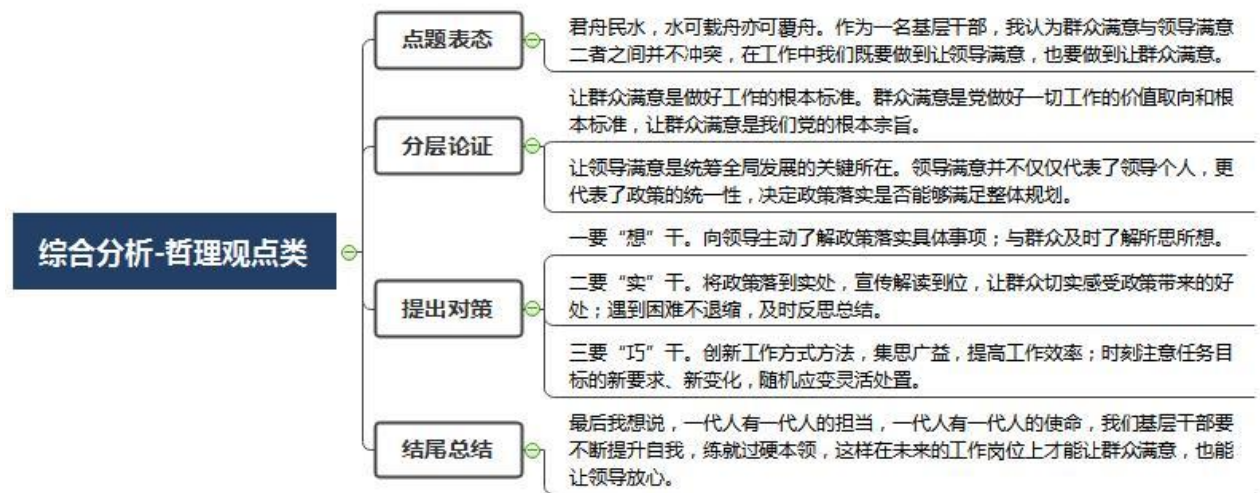 综合分析-哲理观点类
点题表态
君舟民水，水可载舟亦可覆舟。作为一名基层干部，我认为群众满意与领导满意
二者之间并不冲突，在工作中我们既要做到让领导满意，也要做到让群众满意。
分层论证
让群众满意是做好工作的根本标准。群众满意是党做好一切工作的价值取向和根
本标准，让群众满意是我们党的根本宗旨。
让领导满意是统筹全局发展的关键所在。领导满意并不仅仅代表了领导个人，更
代表了政策的统一性，决定政策落实是否能够满足整体规划。
提出对策
一要“想”干。向领导主动了解政策落实具体事项；与群众及时了解所思所想。
二要“实”干。将政策落到实处，宣传解读到位，让群众切实感受政策带来的好
处；遇到困难不退缩，及时反思总结。
三要“巧”干。创新工作方式方法，集思广益，提高工作效率；时刻注意任务目
标的新要求、新变化，随机应变灵活处置。
结尾总结
最后我想说，一代人有一代人的担当，一代人有一代人的使命，我们基层干部要
不断提升自我，练就过硬本领，这样在未来的工作岗位上才能让群众满意，也能
让领导放心。